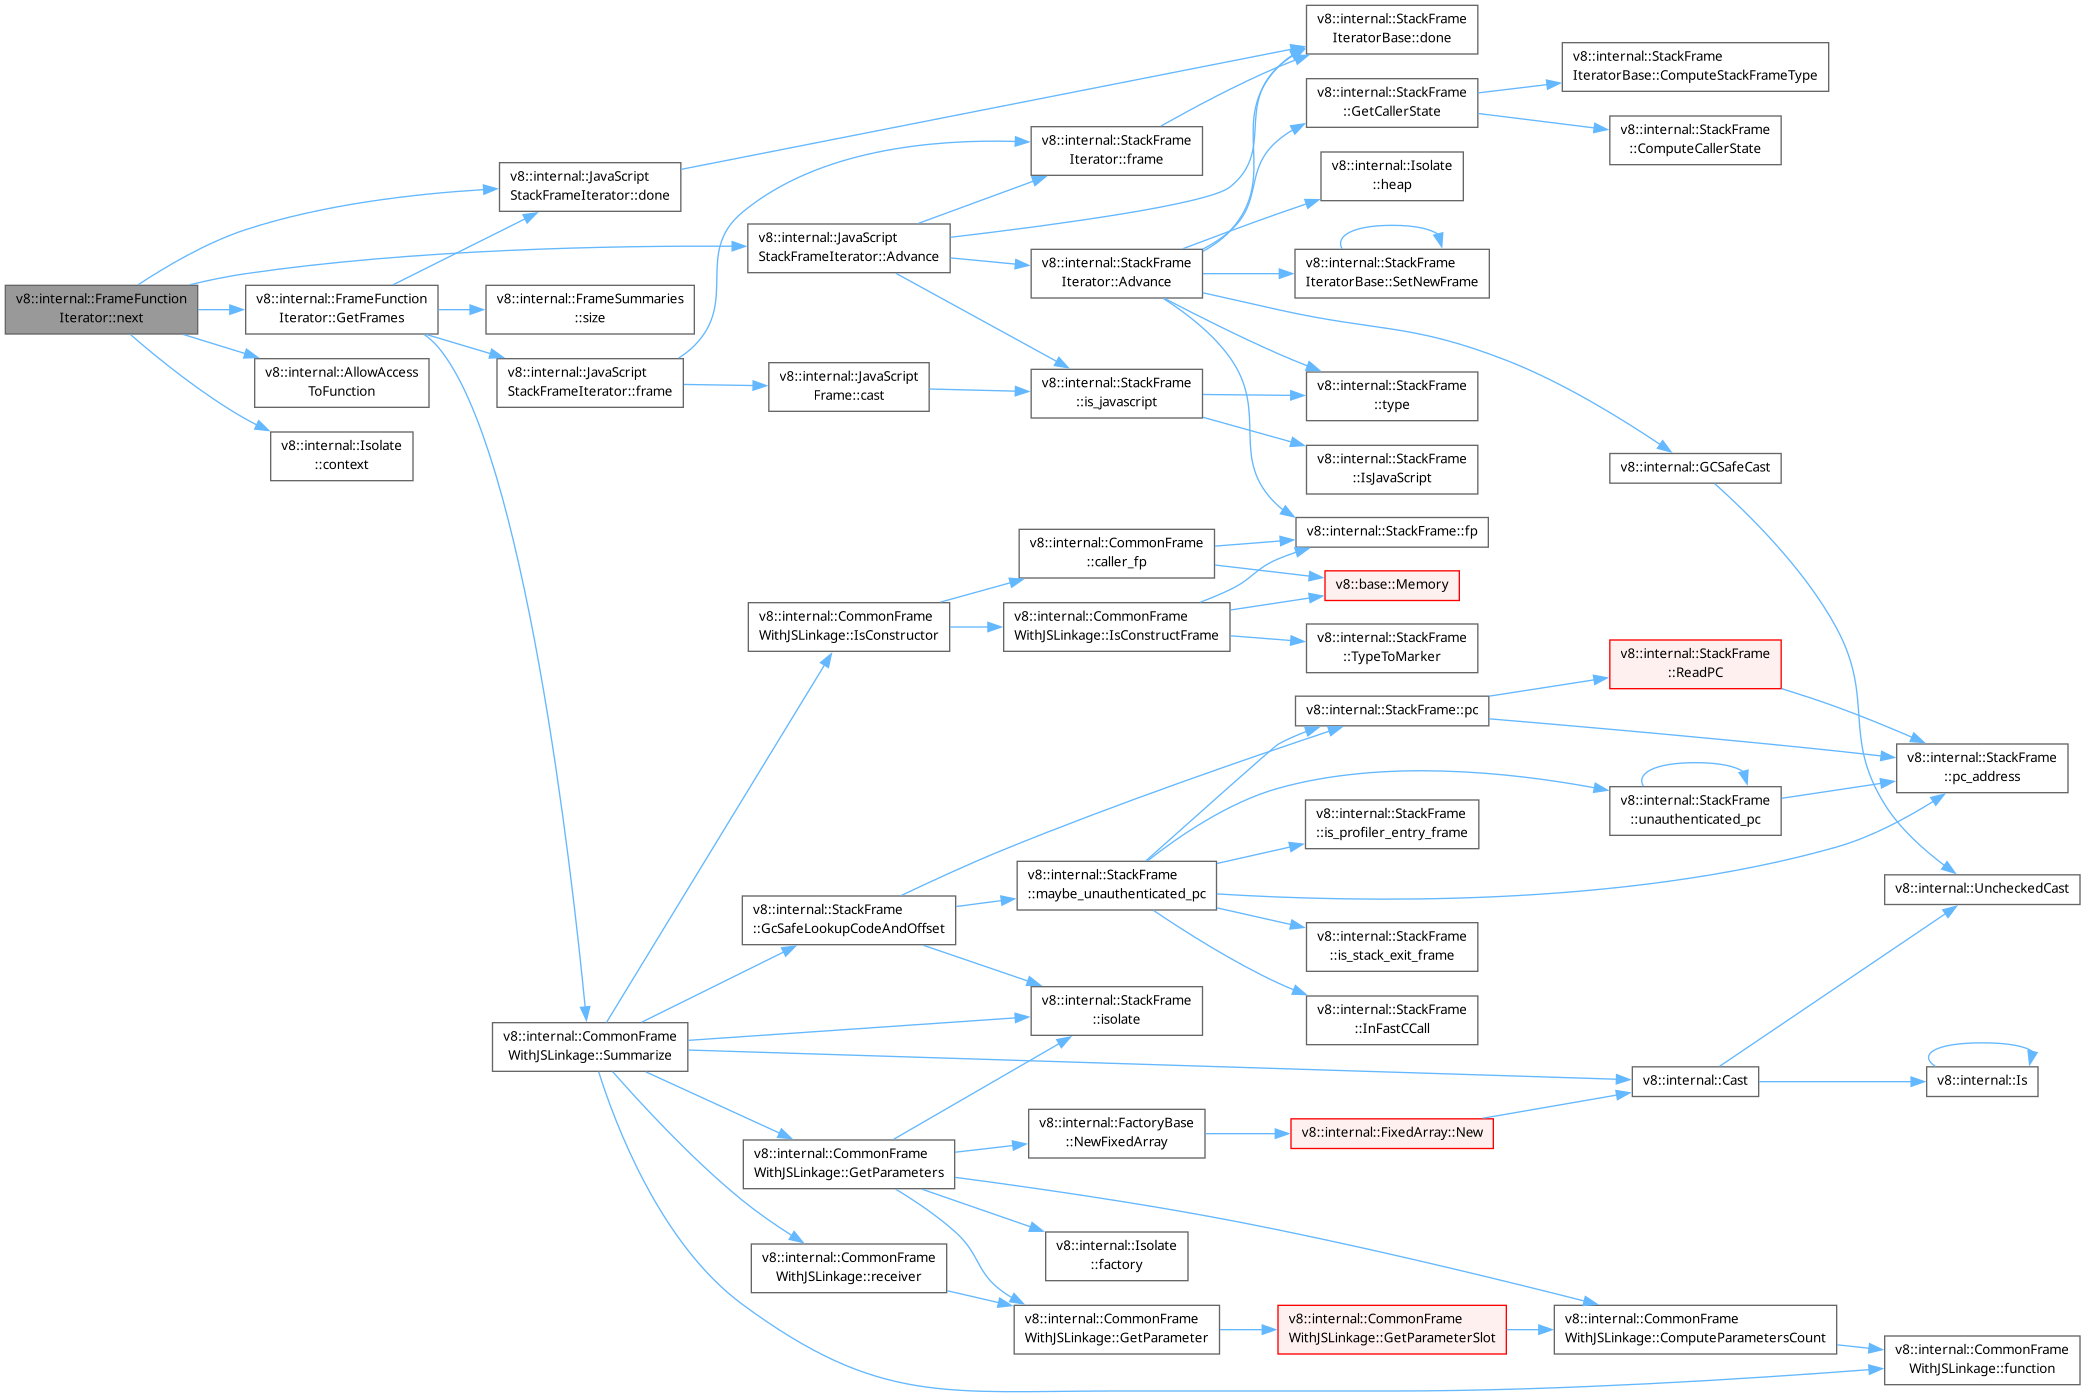 v8::internal::FrameFunction
Iterator::next
v8::internal::JavaScript
StackFrameIterator::done
v8::internal::FrameFunction
Iterator::GetFrames
v8::internal::AllowAccess
ToFunction
v8::internal::Isolate
::context
v8::internal::FrameSummaries
::size
v8::internal::JavaScript
StackFrameIterator::frame
v8::internal::CommonFrame
WithJSLinkage::Summarize
v8::internal::JavaScript
StackFrameIterator::Advance
v8::internal::JavaScript
Frame::cast
v8::internal::CommonFrame
WithJSLinkage::IsConstructor
v8::internal::StackFrame
::GcSafeLookupCodeAndOffset
v8::internal::CommonFrame
WithJSLinkage::GetParameters
v8::internal::CommonFrame
WithJSLinkage::receiver
v8::internal::StackFrame
Iterator::frame
v8::internal::StackFrame
Iterator::Advance
v8::internal::StackFrame
::is_javascript
v8::internal::CommonFrame
::caller_fp
v8::internal::CommonFrame
WithJSLinkage::IsConstructFrame
v8::internal::StackFrame
::maybe_unauthenticated_pc
v8::internal::StackFrame
::isolate
v8::internal::FactoryBase
::NewFixedArray
v8::internal::Isolate
::factory
v8::internal::CommonFrame
WithJSLinkage::GetParameter
v8::internal::StackFrame
IteratorBase::done
v8::internal::StackFrame
::GetCallerState
v8::internal::Isolate
::heap
v8::internal::StackFrame
IteratorBase::SetNewFrame
v8::internal::StackFrame
::type
v8::internal::StackFrame
::IsJavaScript
v8::internal::StackFrame::fp
v8::base::Memory
v8::internal::StackFrame
::TypeToMarker
v8::internal::StackFrame::pc
v8::internal::StackFrame
::is_profiler_entry_frame
v8::internal::StackFrame
::is_stack_exit_frame
v8::internal::StackFrame
::InFastCCall
v8::internal::FixedArray::New
v8::internal::CommonFrame
WithJSLinkage::GetParameterSlot
v8::internal::StackFrame
IteratorBase::ComputeStackFrameType
v8::internal::StackFrame
::ComputeCallerState
v8::internal::GCSafeCast
v8::internal::StackFrame
::ReadPC
v8::internal::StackFrame
::unauthenticated_pc
v8::internal::Cast
v8::internal::CommonFrame
WithJSLinkage::ComputeParametersCount
v8::internal::StackFrame
::pc_address
v8::internal::UncheckedCast
v8::internal::Is
v8::internal::CommonFrame
WithJSLinkage::function